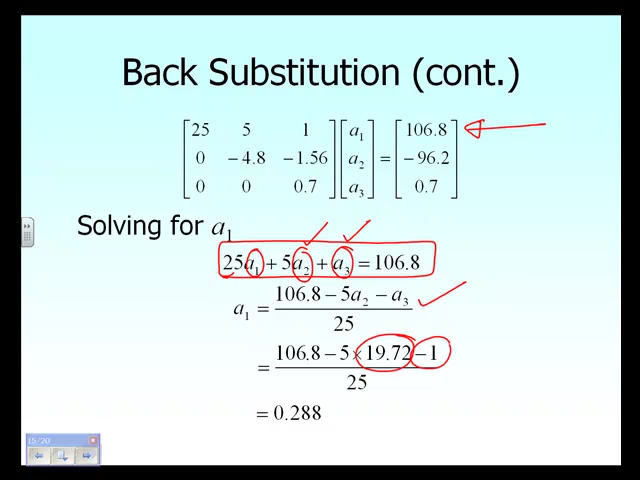 Back Substitution (cont.)
25 5 1 a₁ 106.8
0 −4.8 −1.56 a₂ = −96.2
0 0 0.7 a₃ 0.7
Solving for a₁
25a₁ + 5a₂ + a₃ = 106.8
a₁ = (106.8 − 5a₂ − a₃) / 25
= (106.8 − 5 × 19.72 − 1) / 25
= 0.288
15/20